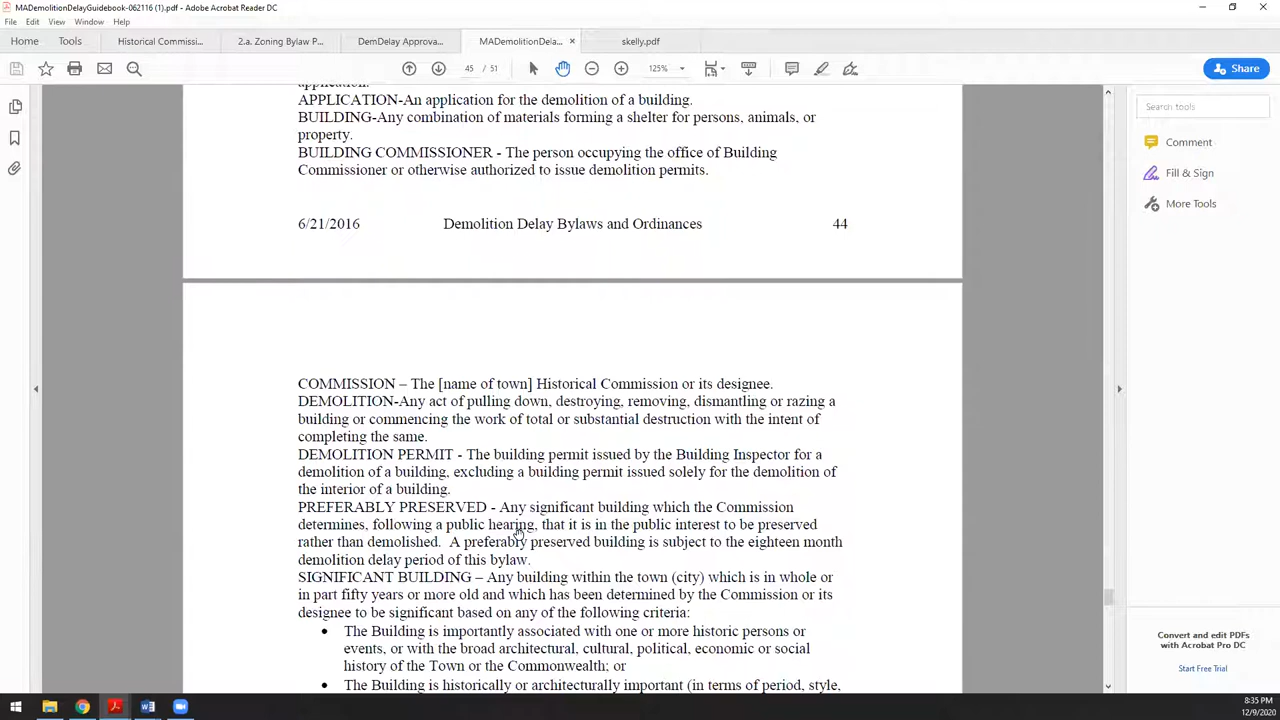 MADemolitionDelayGuidebook-062116 (1).pdf - Adobe Acrobat Reader DC
File Edit View Window Help
Home Tools Historical Commissi... 2.a. Zoning Bylaw P... DemDelay Approva... MADemolitionDela... × skelly.pdf
45 / 51 125% Share
application.
APPLICATION-An application for the demolition of a building.
BUILDING-Any combination of materials forming a shelter for persons, animals, or
property.
BUILDING COMMISSIONER - The person occupying the office of Building
Commissioner or otherwise authorized to issue demolition permits.
6/21/2016 Demolition Delay Bylaws and Ordinances 44
COMMISSION – The [name of town] Historical Commission or its designee.
DEMOLITION-Any act of pulling down, destroying, removing, dismantling or razing a
building or commencing the work of total or substantial destruction with the intent of
completing the same.
DEMOLITION PERMIT - The building permit issued by the Building Inspector for a
demolition of a building, excluding a building permit issued solely for the demolition of
the interior of a building.
PREFERABLY PRESERVED - Any significant building which the Commission
determines, following a public hearing, that it is in the public interest to be preserved
rather than demolished. A preferably preserved building is subject to the eighteen month
demolition delay period of this bylaw.
SIGNIFICANT BUILDING – Any building within the town (city) which is in whole or
in part fifty years or more old and which has been determined by the Commission or its
designee to be significant based on any of the following criteria:
• The Building is importantly associated with one or more historic persons or
events, or with the broad architectural, cultural, political, economic or social
history of the Town or the Commonwealth; or
• The Building is historically or architecturally important (in terms of period, style,
Search tools
Comment
Fill & Sign
More Tools
Convert and edit PDFs
with Acrobat Pro DC
Start Free Trial
8:35 PM
12/9/2020